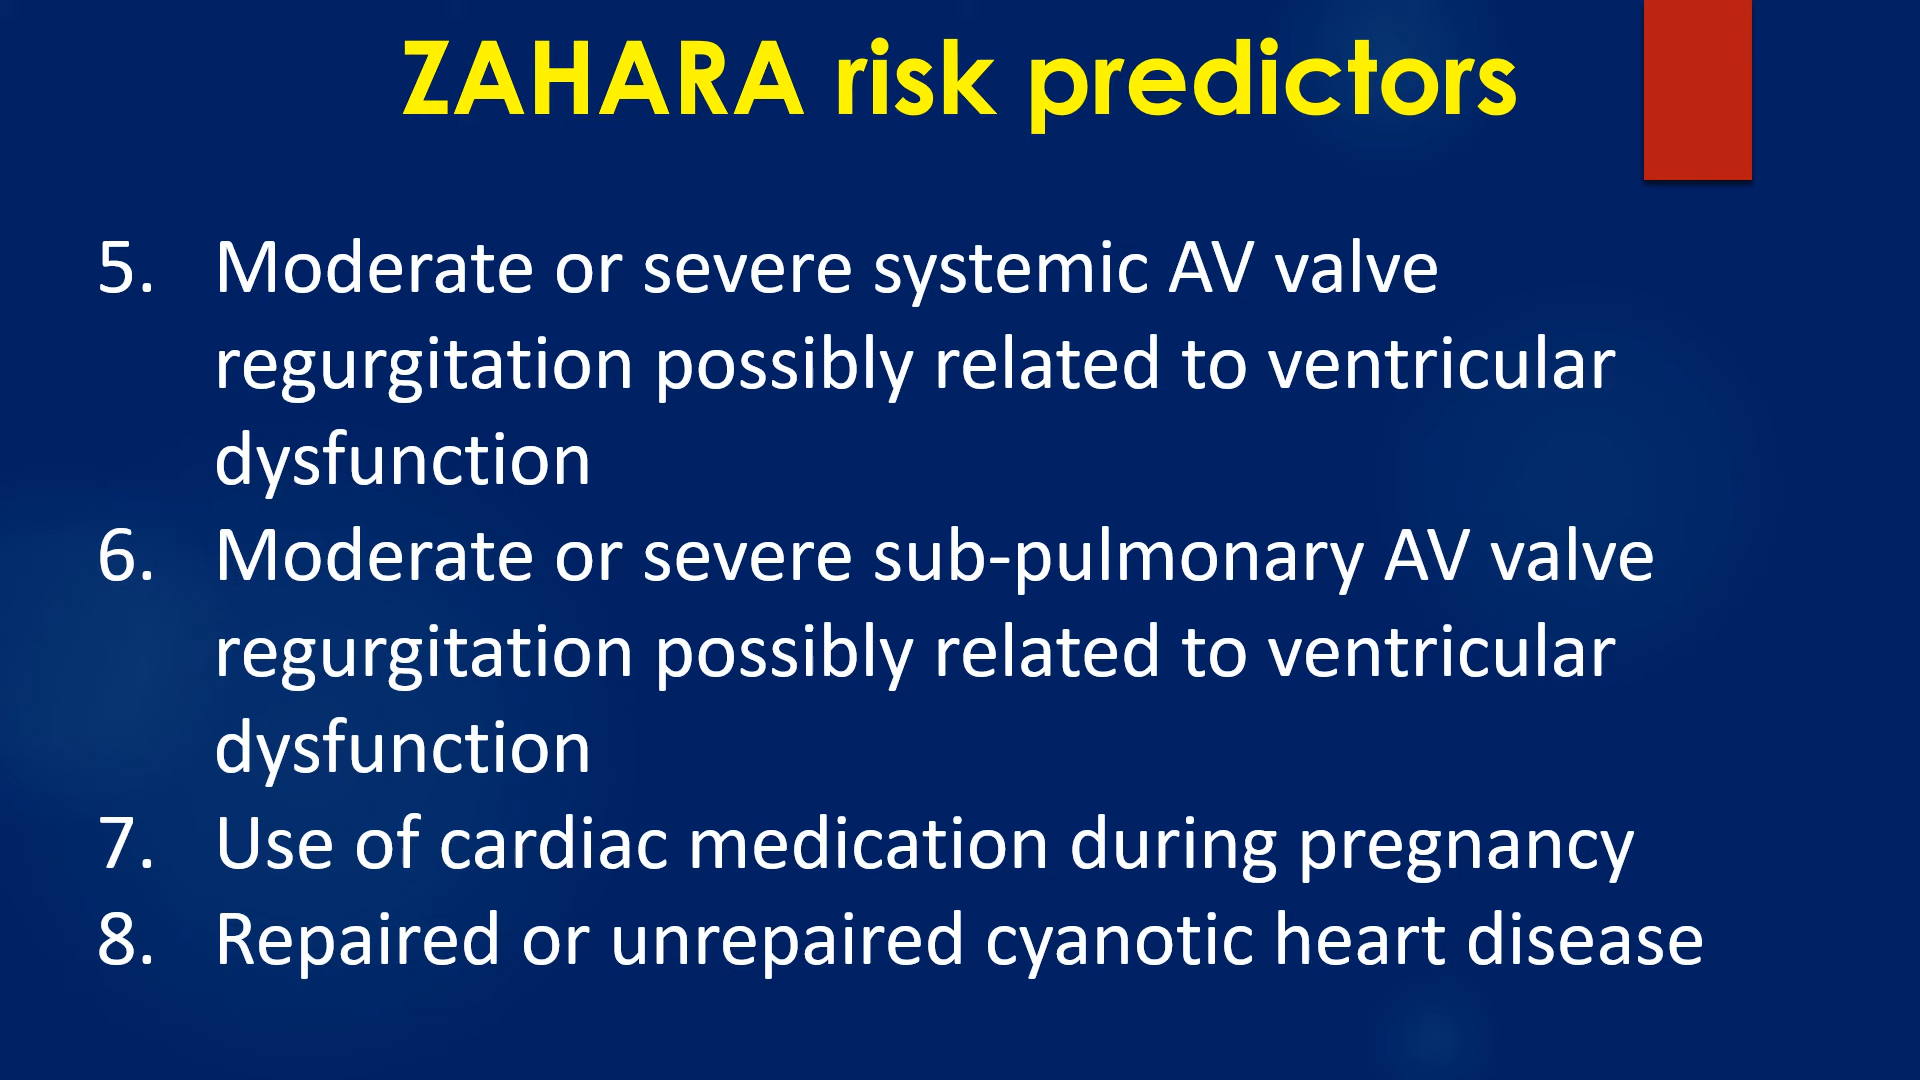 ZAHARA risk predictors
5. Moderate or severe systemic AV valve
regurgitation possibly related to ventricular
dysfunction
6. Moderate or severe sub-pulmonary AV valve
regurgitation possibly related to ventricular
dysfunction
7. Use of cardiac medication during pregnancy
8. Repaired or unrepaired cyanotic heart disease